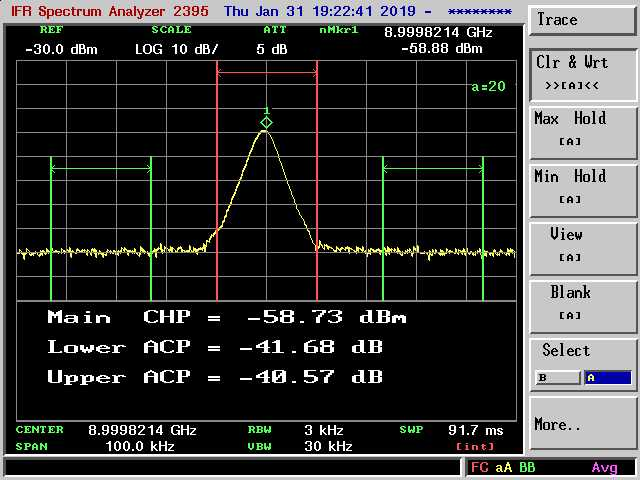 IFR Spectrum Analyzer 2395 Thu Jan 31 19:22:41 2019 - ********
REF SCALE ATT nMkr1 8.9998214 GHz
-30.0 dBm LOG 10 dB/ 5 dB -58.88 dBm
a=20
1
Main CHP = -58.73 dBm
Lower ACP = -41.68 dB
Upper ACP = -40.57 dB
CENTER 8.9998214 GHz RBW 3 kHz SWP 91.7 ms
SPAN 100.0 kHz VBW 30 kHz [int]
FC aA BB Avg
Trace
Clr & Wrt
>>[A]<<
Max Hold
[A]
Min Hold
[A]
View
[A]
Blank
[A]
Select
B A
More..